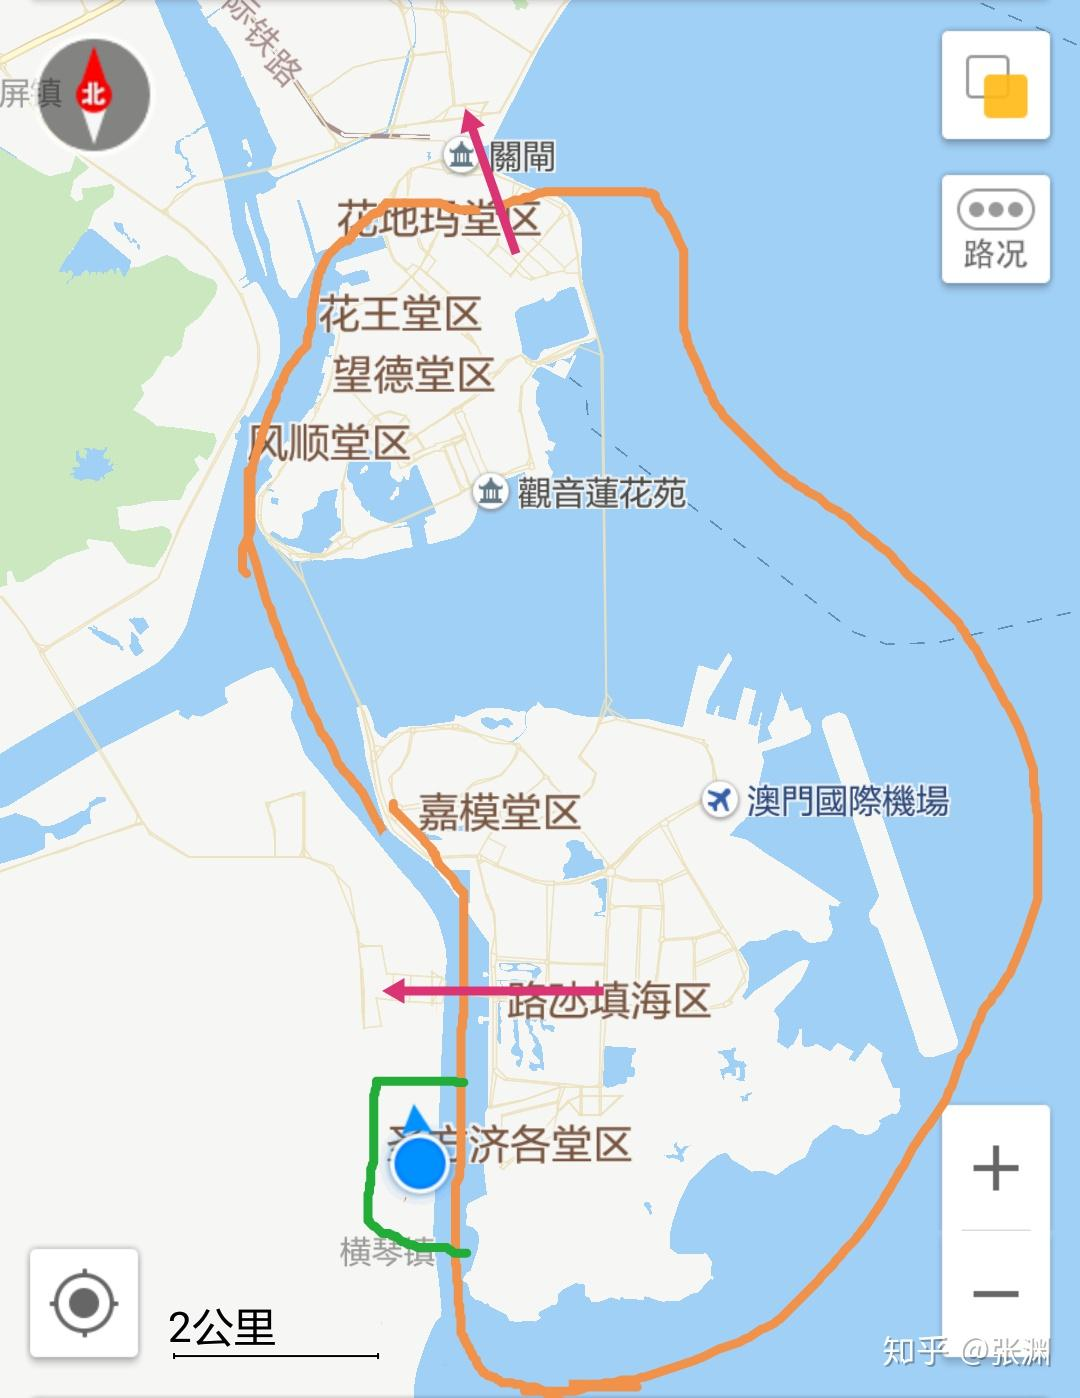 际铁路
屏镇
北
關閘
花地玛堂区
路况
花王堂区
望德堂区
风顺堂区
觀音蓮花苑
嘉模堂区
澳門國際機場
路氹填海区
圣方济各堂区
横琴镇
2公里
知乎 @张渊